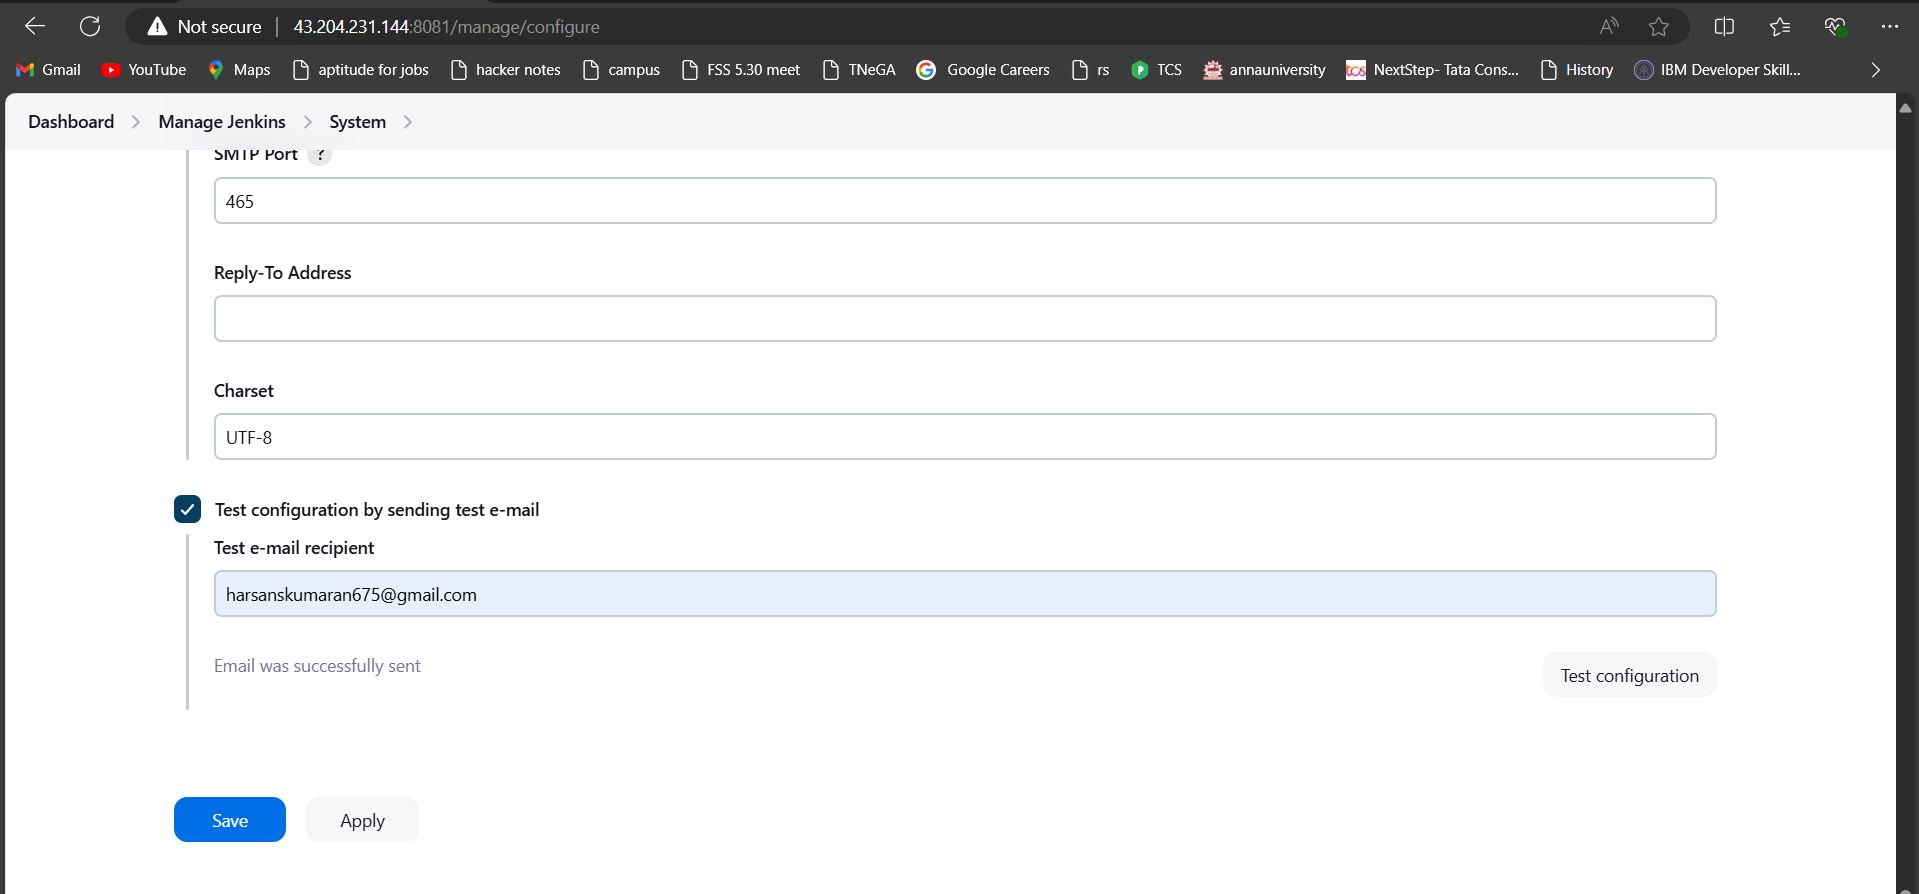 Not secure 43.204.231.144:8081/manage/configure
Gmail YouTube Maps aptitude for jobs hacker notes campus FSS 5.30 meet TNeGA Google Careers rs TCS annauniversity NextStep- Tata Cons... History IBM Developer Skill...
Dashboard Manage Jenkins System
SMTP Port ?
465
Reply-To Address
Charset
UTF-8
Test configuration by sending test e-mail
Test e-mail recipient
harsanskumaran675@gmail.com
Email was successfully sent
Test configuration
Save Apply